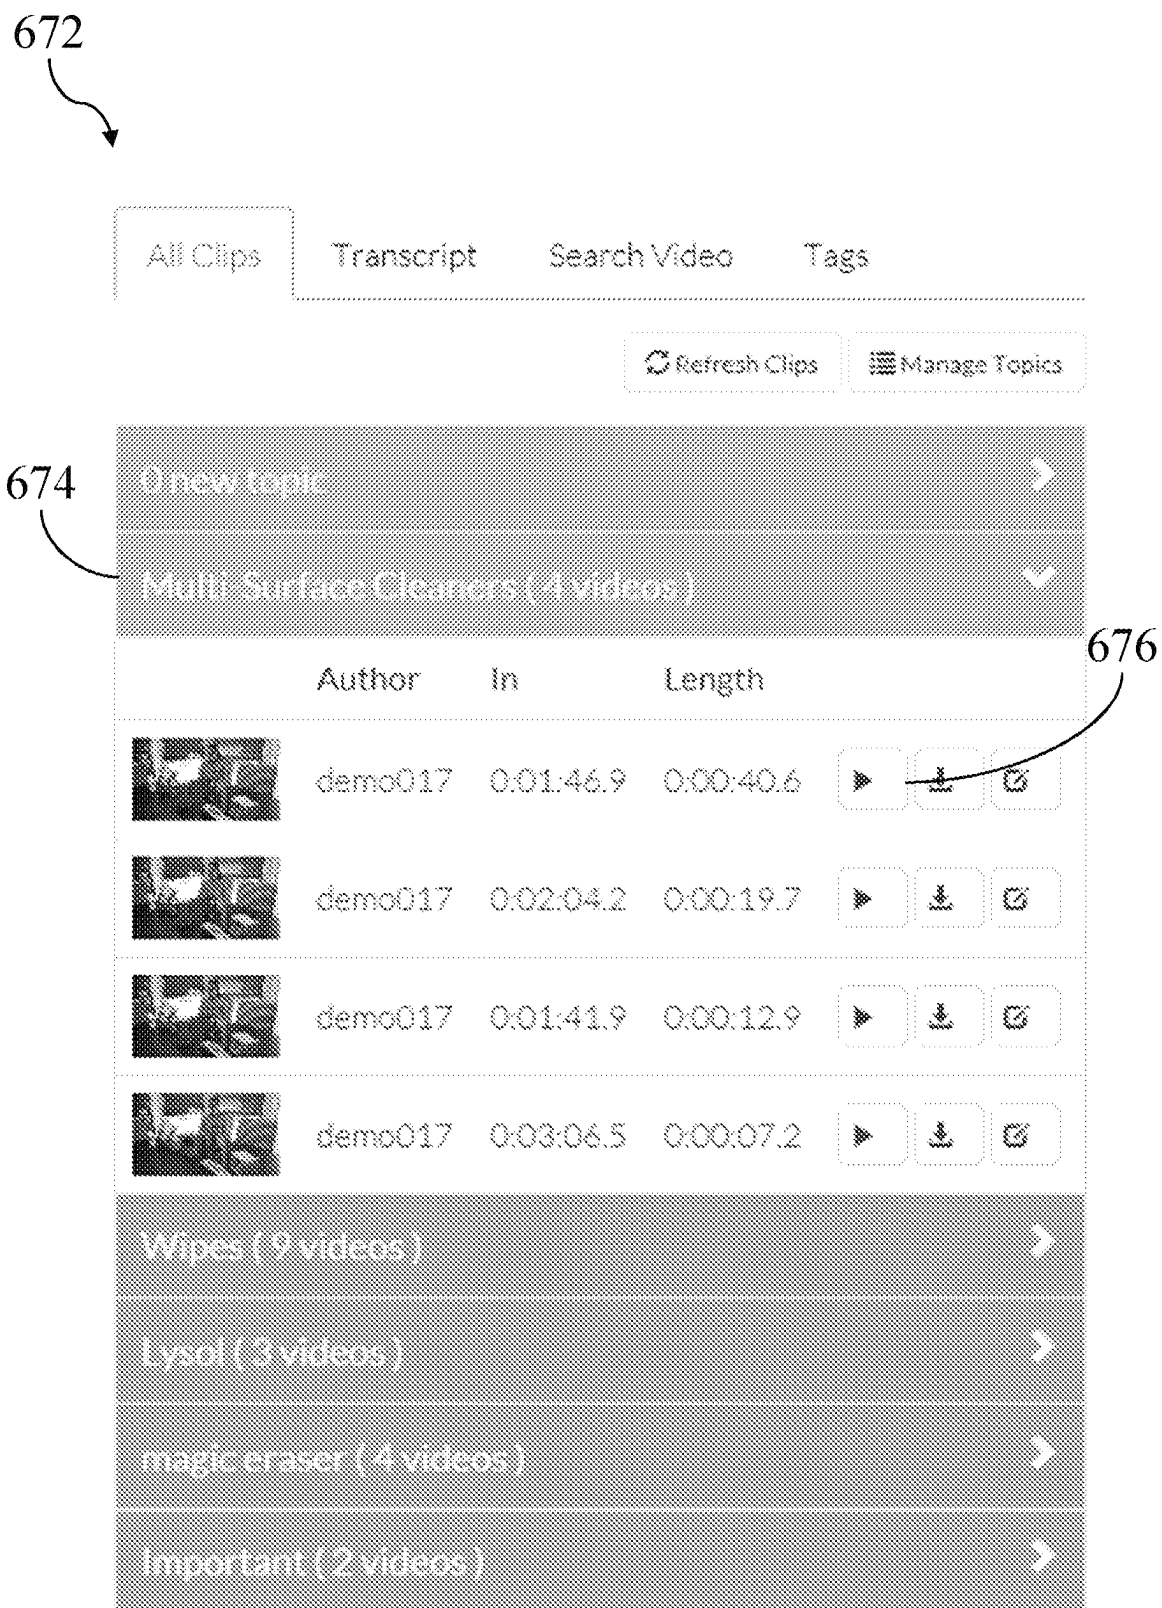 672
All Clips Transcript Search Video Tags
Refresh Clips Manage Topics
674
0 new topic
Multi-Surface Cleaners ( 4 videos )
676
Author In Length
demo017 0:01:46.9 0:00:40.6
demo017 0:02:04.2 0:00:19.7
demo017 0:01:41.9 0:00:12.9
demo017 0:03:06.5 0:00:07.2
Wipes ( 9 videos )
Lysol ( 3 videos )
magic eraser ( 4 videos )
Important ( 2 videos )